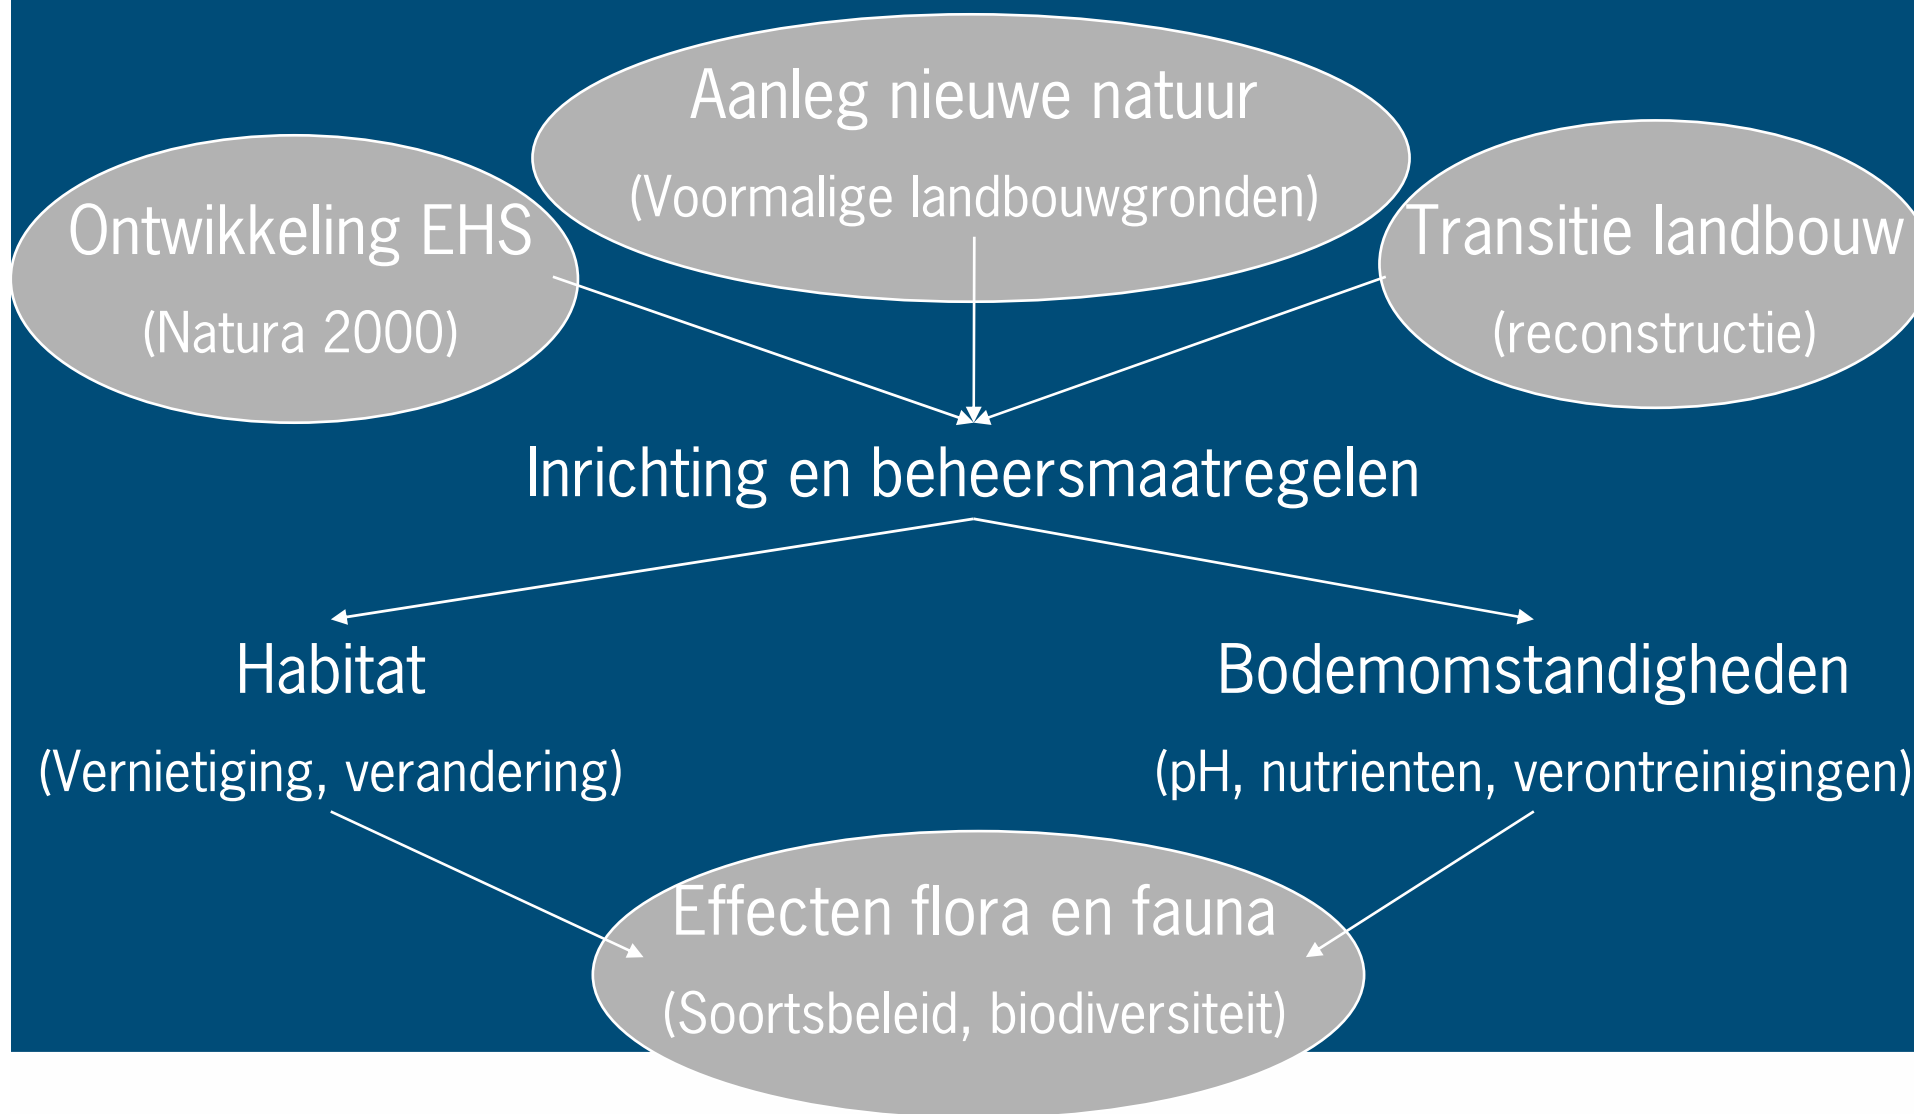 Aanleg nieuwe natuur
(Voormalige landbouwgronden)
Ontwikkeling EHS
(Natura 2000)
Transitie landbouw
(reconstructie)
Inrichting en beheersmaatregelen
Habitat
(Vernietiging, verandering)
Bodemomstandigheden
(pH, nutrienten, verontreinigingen)
Effecten flora en fauna
(Soortsbeleid, biodiversiteit)